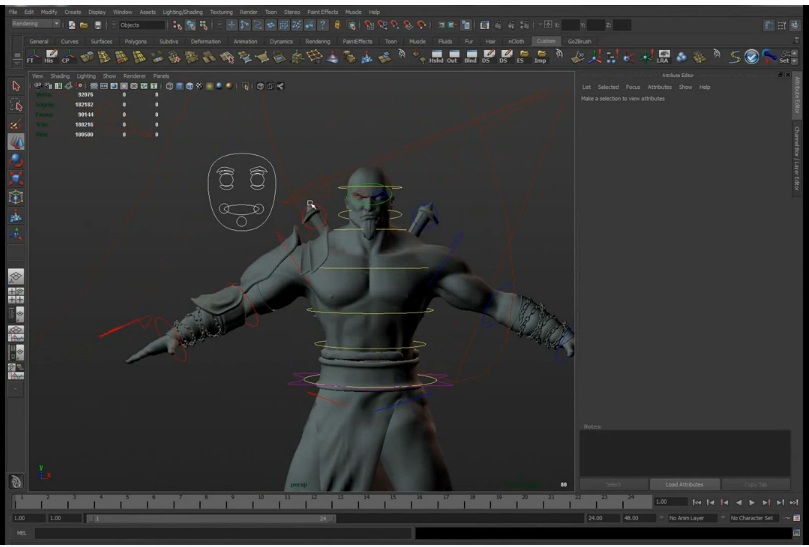 File Edit Modify Create Display Window Assets Lighting/Shading Texturing Render Toon Stereo Paint Effects Muscle Help
Rendering Objects X: Y: Z:
General Curves Surfaces Polygons Subdivs Deformation Animation Dynamics Rendering PaintEffects Toon Muscle Fluids Fur Hair nCloth Custom GoZBrush
FT His CP Hshd Out Blnd DS DS ES Imp LRA Set
View Shading Lighting Show Renderer Panels
Attribute Editor
List Selected Focus Attributes Show Help
Make a selection to view attributes
Verts: 92076 0 0
Edges: 182102 0 0
Faces: 90144 0 0
Tris: 180216 0 0
UVs: 100580 0 0
Attribute Editor
Channel Box / Layer Editor
y
persp
88
Notes:
Select Load Attributes Copy Tab
1 2 3 4 5 6 7 8 9 10 11 12 13 14 15 16 17 18 19 20 21 22 23 24 1.00
1.00 1.00 1 24 24.00 48.00 No Anim Layer No Character Set
MEL